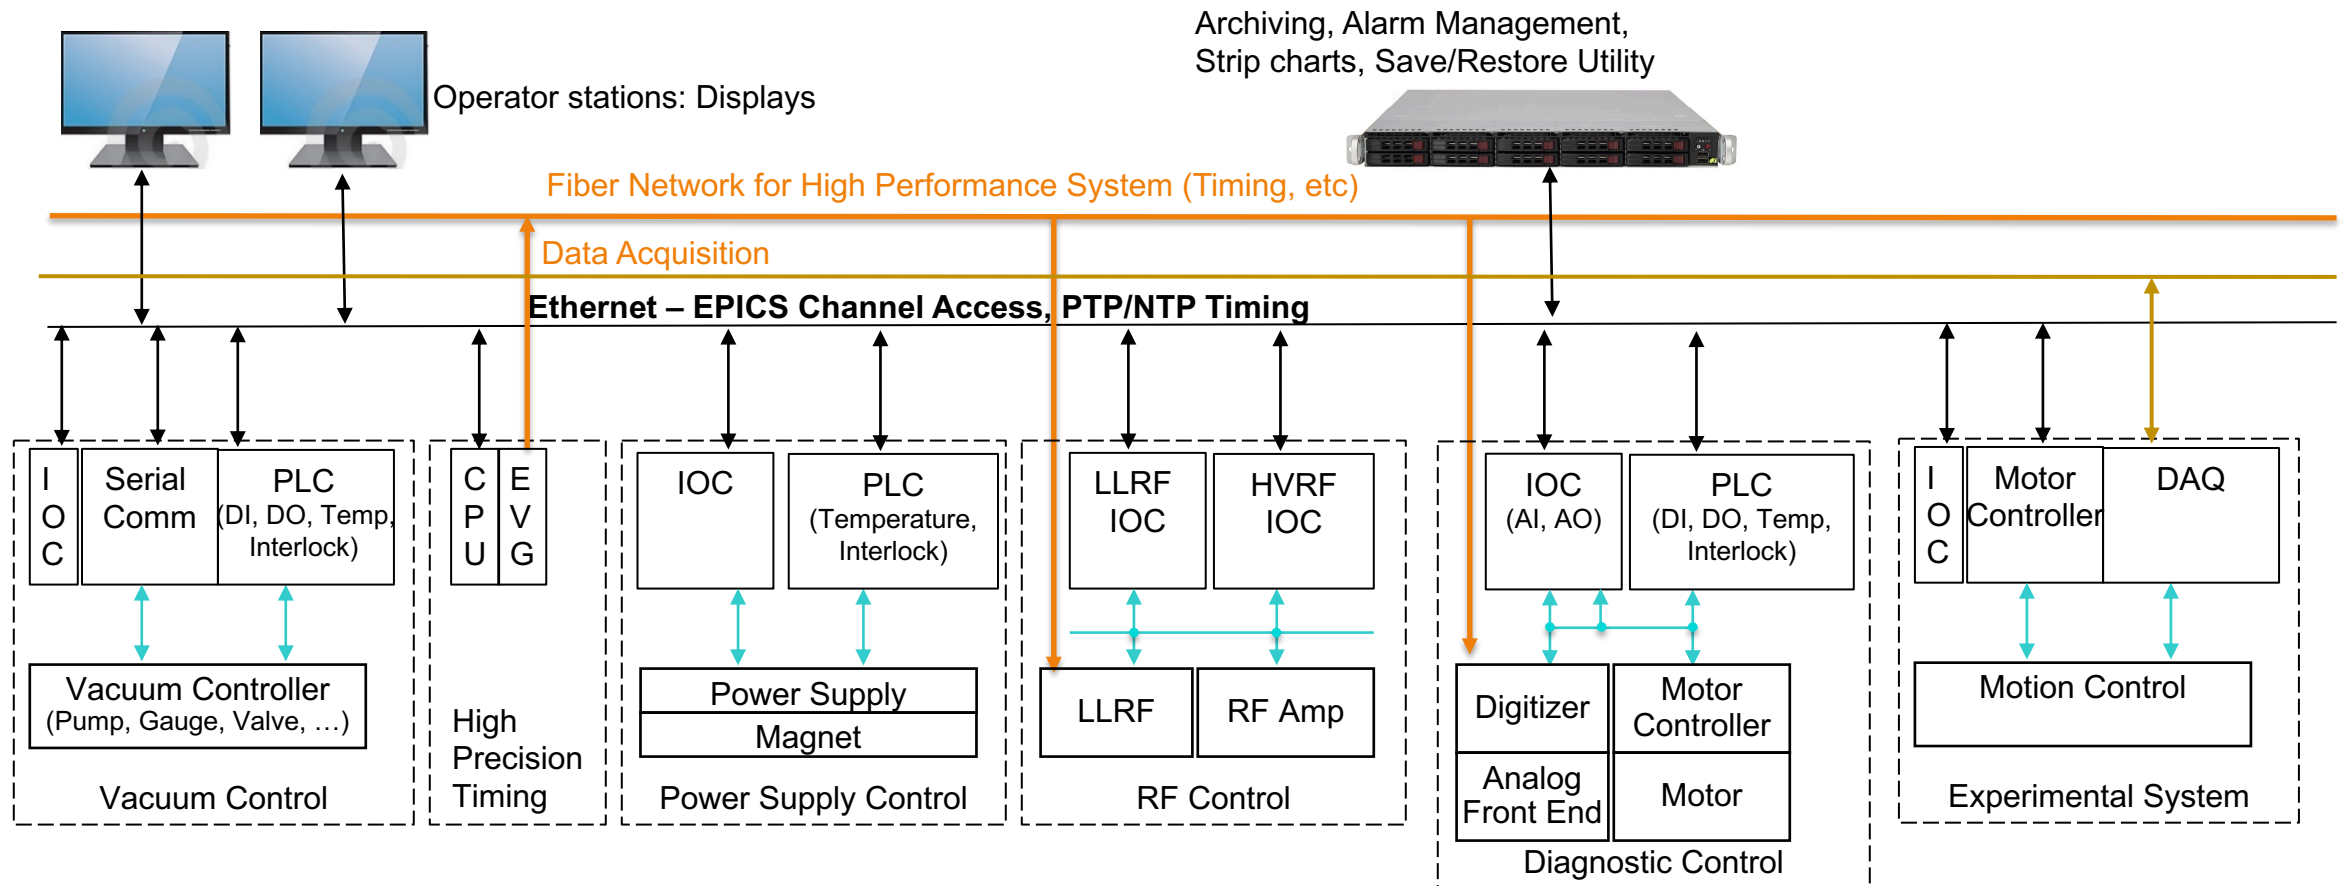 Archiving, Alarm Management,
Strip charts, Save/Restore Utility
Operator stations: Displays
Fiber Network for High Performance System (Timing, etc)
Data Acquisition
Ethernet – EPICS Channel Access, PTP/NTP Timing
I
O
C
Serial
Comm
PLC
(DI, DO, Temp,
Interlock)
Vacuum Controller
(Pump, Gauge, Valve, …)
Vacuum Control
C
P
U
E
V
G
High
Precision
Timing
IOC
PLC
(Temperature,
Interlock)
Power Supply
Magnet
Power Supply Control
LLRF
IOC
HVRF
IOC
LLRF
RF Amp
RF Control
IOC
(AI, AO)
PLC
(DI, DO, Temp,
Interlock)
Digitizer
Motor
Controller
Analog
Front End
Motor
Diagnostic Control
I
O
C
Motor
Controller
DAQ
Motion Control
Experimental System